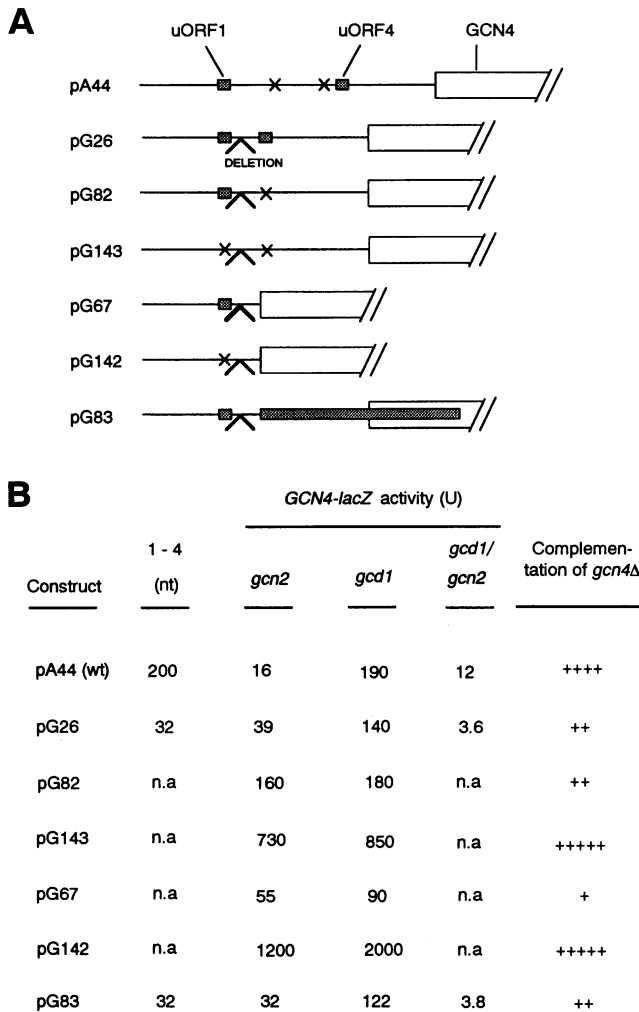 A
uORF1 uORF4 GCN4
pA44
pG26
DELETION
pG82
pG143
pG67
pG142
pG83
B
GCN4-lacZ activity (U)
1 - 4 gcd1/ Complemen-
Construct (nt) gcn2 gcd1 gcn2 tation of gcn4Δ
pA44 (wt) 200 16 190 12 ++++
pG26 32 39 140 3.6 ++
pG82 n.a 160 180 n.a ++
pG143 n.a 730 850 n.a +++++
pG67 n.a 55 90 n.a +
pG142 n.a 1200 2000 n.a +++++
pG83 32 32 122 3.8 ++